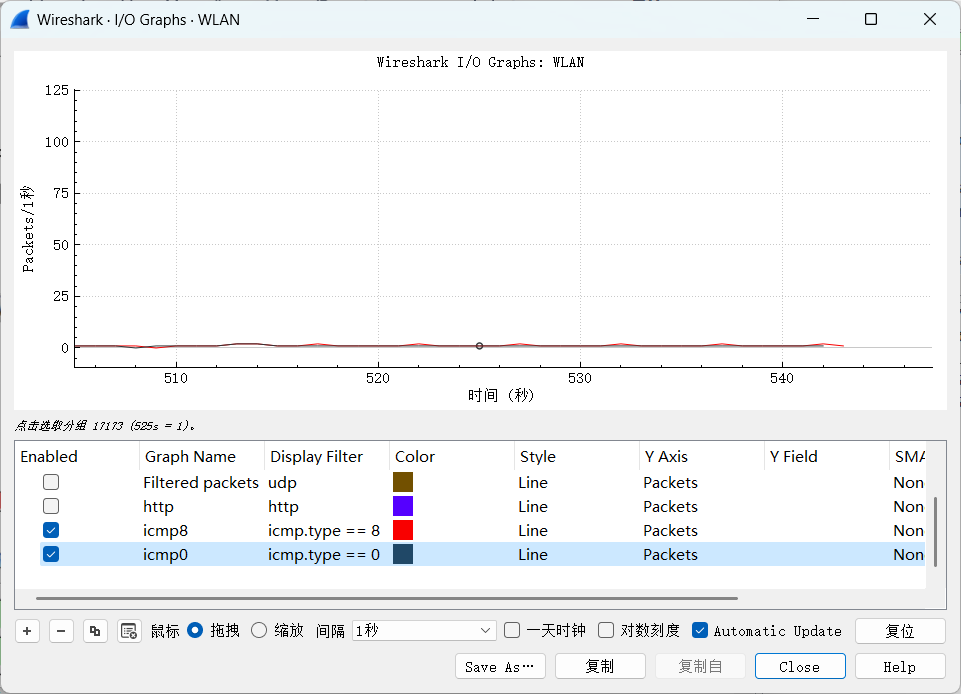 Wireshark · I/O Graphs · WLAN
Wireshark I/O Graphs: WLAN
125
100
75
50
25
0
Packets/1秒
510 520 530 540
时间 (秒)
点击选取分组 17173 (525s = 1)。
Enabled Graph Name Display Filter Color Style Y Axis Y Field SMA
Filtered packets udp Line Packets Non
http http Line Packets Non
icmp8 icmp.type == 8 Line Packets Non
icmp0 icmp.type == 0 Line Packets Non
+ − 鼠标 拖拽 缩放 间隔 1秒 一天时钟 对数刻度 Automatic Update 复位
Save As… 复制 复制自 Close Help